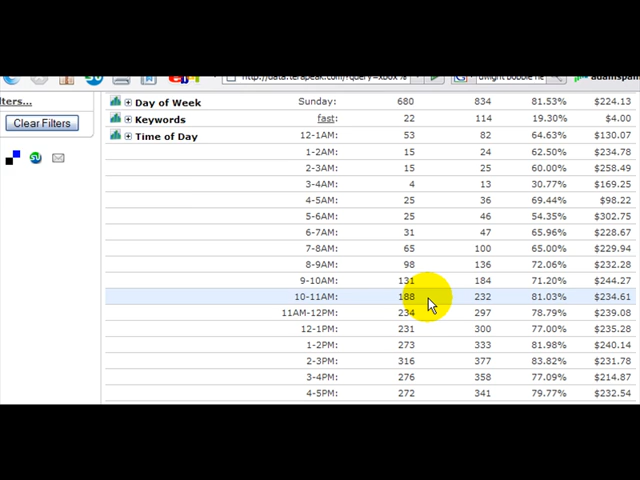 http://data.terapeak.com/?query=xbox%
dwight bobble he
adamspan
lters...
Clear Filters
Day of Week Sunday: 680 834 81.53% $224.13
Keywords fast: 22 114 19.30% $4.00
Time of Day 12-1AM: 53 82 64.63% $130.07
1-2AM: 15 24 62.50% $234.78
2-3AM: 15 25 60.00% $258.49
3-4AM: 4 13 30.77% $169.25
4-5AM: 25 36 69.44% $98.22
5-6AM: 25 46 54.35% $302.75
6-7AM: 31 47 65.96% $228.67
7-8AM: 65 100 65.00% $229.94
8-9AM: 98 136 72.06% $232.28
9-10AM: 131 184 71.20% $244.27
10-11AM: 188 232 81.03% $234.61
11AM-12PM: 234 297 78.79% $239.08
12-1PM: 231 300 77.00% $235.28
1-2PM: 273 333 81.98% $240.14
2-3PM: 316 377 83.82% $231.78
3-4PM: 276 358 77.09% $214.87
4-5PM: 272 341 79.77% $232.54